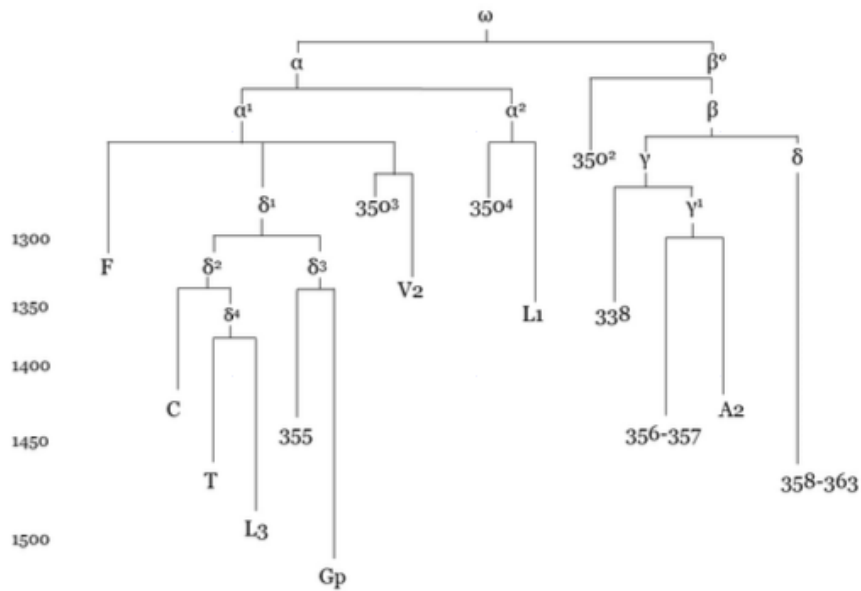 ω
α β°
α¹ α² β
350² γ δ
δ¹ 350³ 350⁴ γ¹
1300
F δ² δ³ V2
1350 δ⁴ L1 338
1400
C A2
1450 355 356-357
T 358-363
L3
1500
Gp